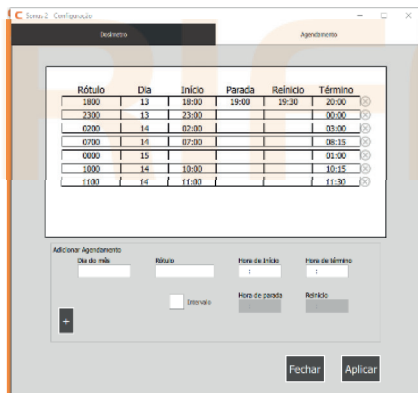 Sonus 2 - Configuração
Dosímetro Agendamento
Rótulo Dia Início Parada Reínicio Término
1800 13 18:00 19:00 19:30 20:00
2300 13 23:00 00:00
0200 14 02:00 03:00
0700 14 07:00 08:15
0000 15 01:00
1000 14 10:00 10:15
1100 14 11:00 11:30
Adicionar Agendamento
Dia do mês Rótulo Hora de Início Hora de término
: :
Intervalo Hora de parada Reínicio
+
Fechar Aplicar